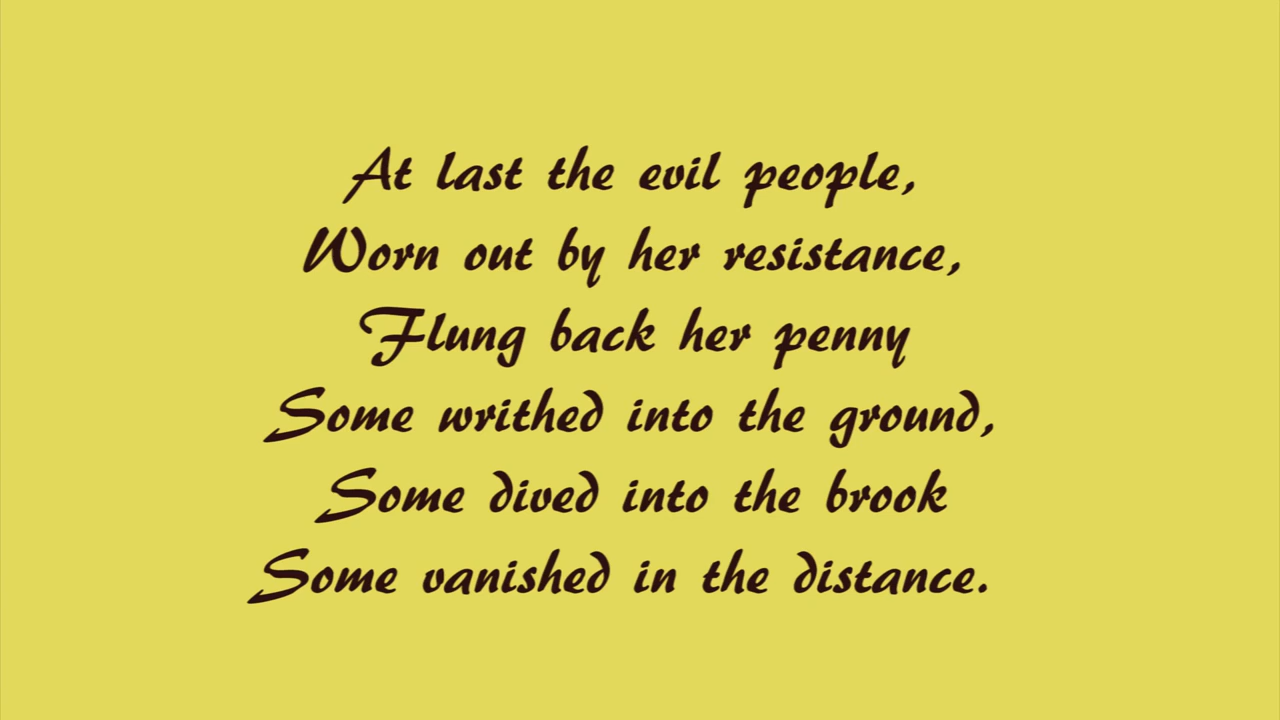 At last the evil people,
Worn out by her resistance,
Flung back her penny
Some writhed into the ground,
Some dived into the brook
Some vanished in the distance.